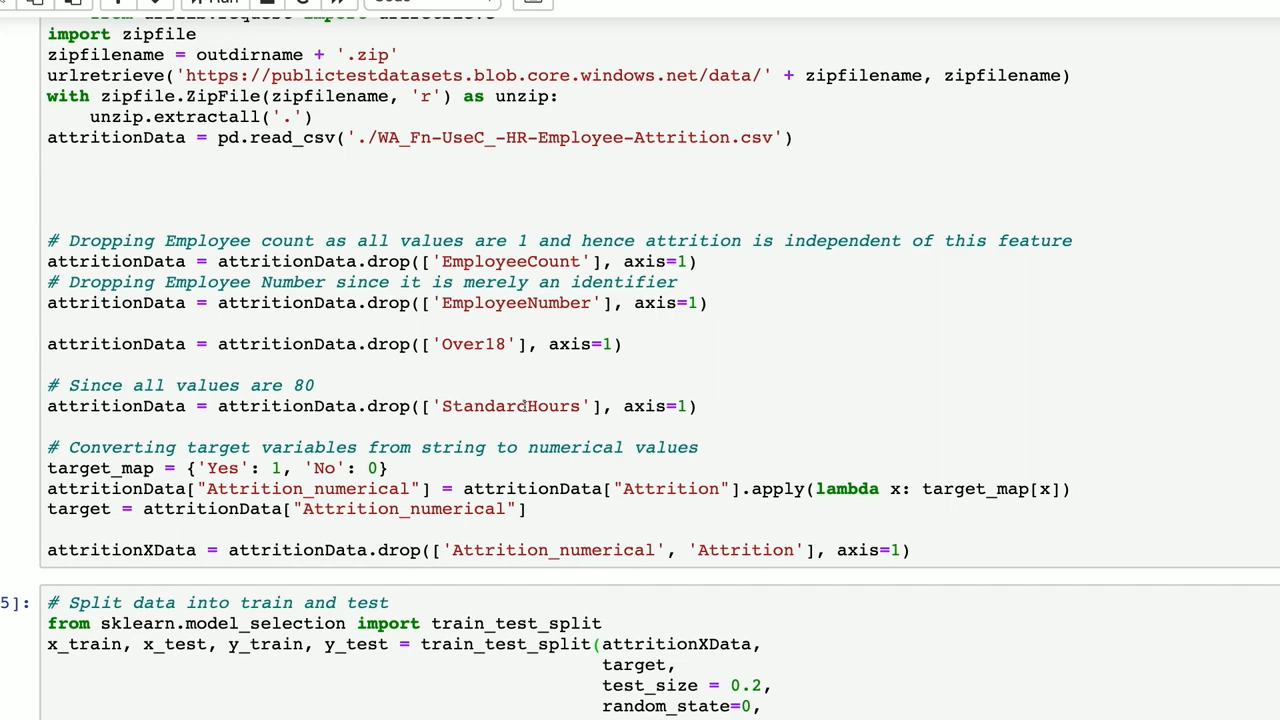 import zipfile
zipfilename = outdirname + '.zip'
urlretrieve('https://publictestdatasets.blob.core.windows.net/data/' + zipfilename, zipfilename)
with zipfile.ZipFile(zipfilename, 'r') as unzip:
    unzip.extractall('.')
attritionData = pd.read_csv('./WA_Fn-UseC_-HR-Employee-Attrition.csv')
# Dropping Employee count as all values are 1 and hence attrition is independent of this feature
attritionData = attritionData.drop(['EmployeeCount'], axis=1)
# Dropping Employee Number since it is merely an identifier
attritionData = attritionData.drop(['EmployeeNumber'], axis=1)
attritionData = attritionData.drop(['Over18'], axis=1)
# Since all values are 80
attritionData = attritionData.drop(['StandardHours'], axis=1)
# Converting target variables from string to numerical values
target_map = {'Yes': 1, 'No': 0}
attritionData["Attrition_numerical"] = attritionData["Attrition"].apply(lambda x: target_map[x])
target = attritionData["Attrition_numerical"]
attritionXData = attritionData.drop(['Attrition_numerical', 'Attrition'], axis=1)
5]: # Split data into train and test
from sklearn.model_selection import train_test_split
x_train, x_test, y_train, y_test = train_test_split(attritionXData,
target,
test_size = 0.2,
random_state=0,